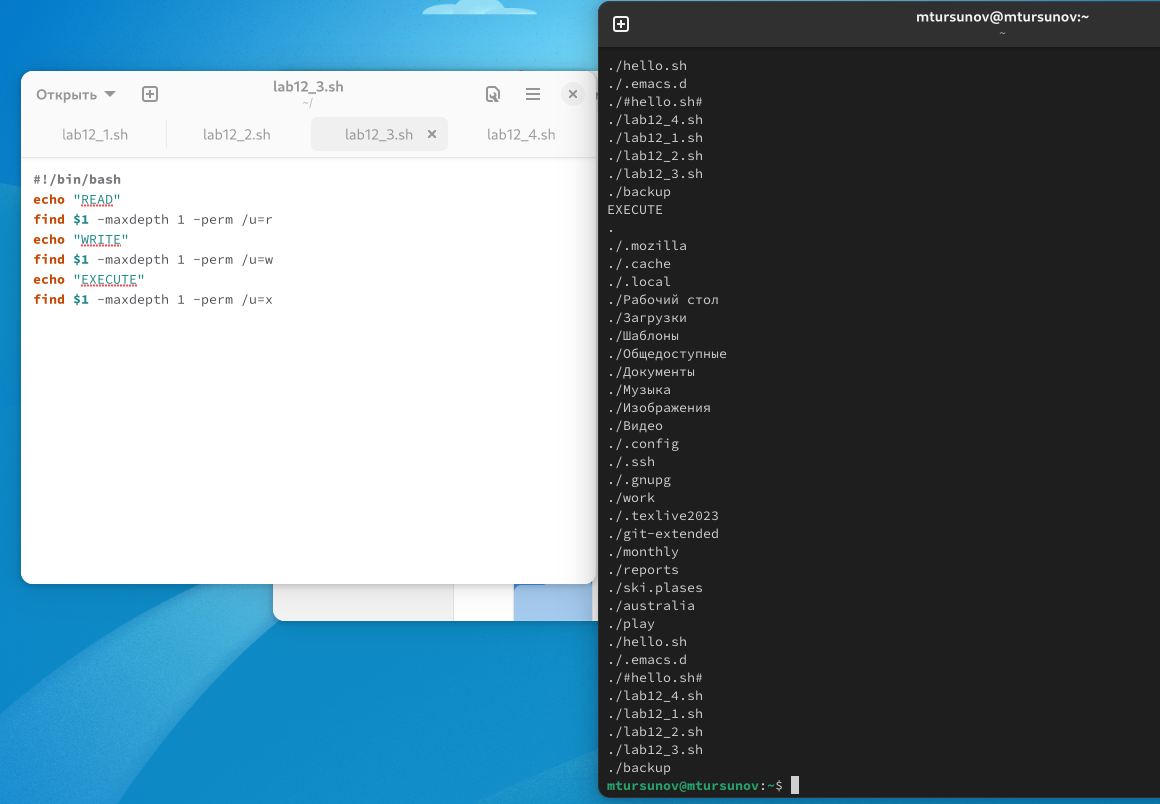 Открыть
lab12_3.sh
~/
lab12_1.sh
lab12_2.sh
lab12_3.sh
lab12_4.sh
#!/bin/bash
echo "READ"
find $1 -maxdepth 1 -perm /u=r
echo "WRITE"
find $1 -maxdepth 1 -perm /u=w
echo "EXECUTE"
find $1 -maxdepth 1 -perm /u=x
mtursunov@mtursunov:~
~
./hello.sh
./.emacs.d
./#hello.sh#
./lab12_4.sh
./lab12_1.sh
./lab12_2.sh
./lab12_3.sh
./backup
EXECUTE
.
./.mozilla
./.cache
./.local
./Рабочий стол
./Загрузки
./Шаблоны
./Общедоступные
./Документы
./Музыка
./Изображения
./Видео
./.config
./.ssh
./.gnupg
./work
./.texlive2023
./git-extended
./monthly
./reports
./ski.plases
./australia
./play
./hello.sh
./.emacs.d
./#hello.sh#
./lab12_4.sh
./lab12_1.sh
./lab12_2.sh
./lab12_3.sh
./backup
mtursunov@mtursunov:~$